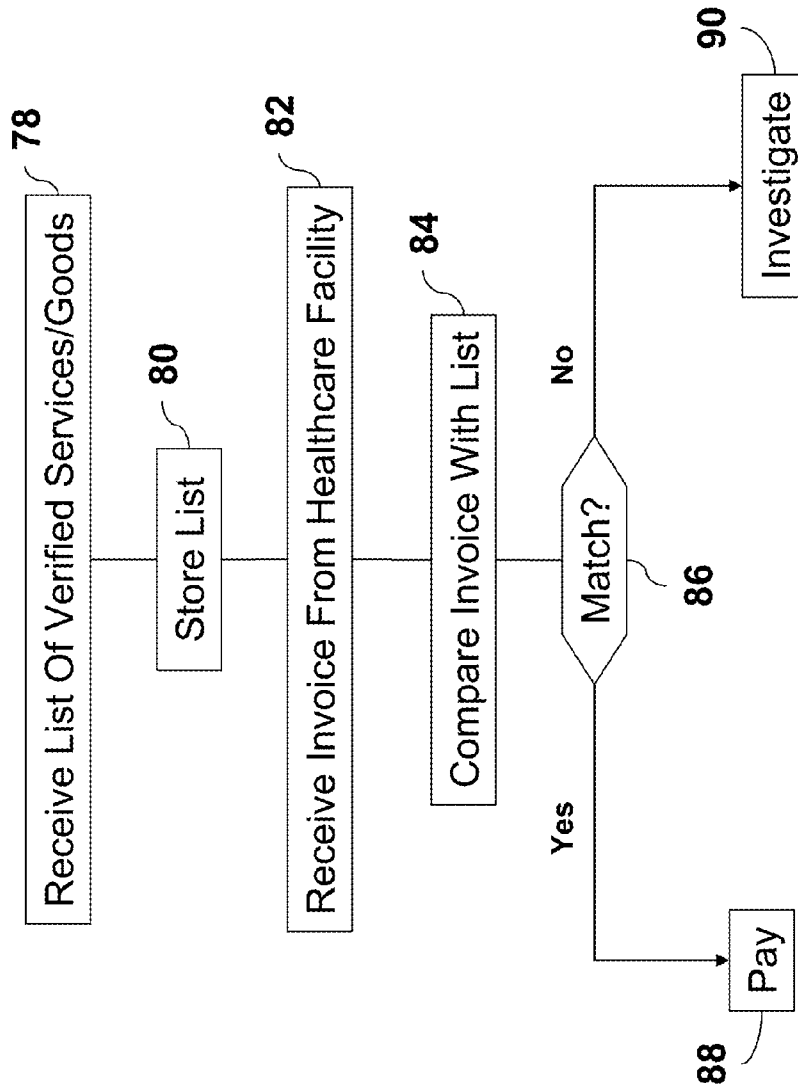 78
Receive List Of Verified Services/Goods
80
Store List
82
Receive Invoice From Healthcare Facility
84
Compare Invoice With List
Yes
No
Match?
86
88
Pay
90
Investigate